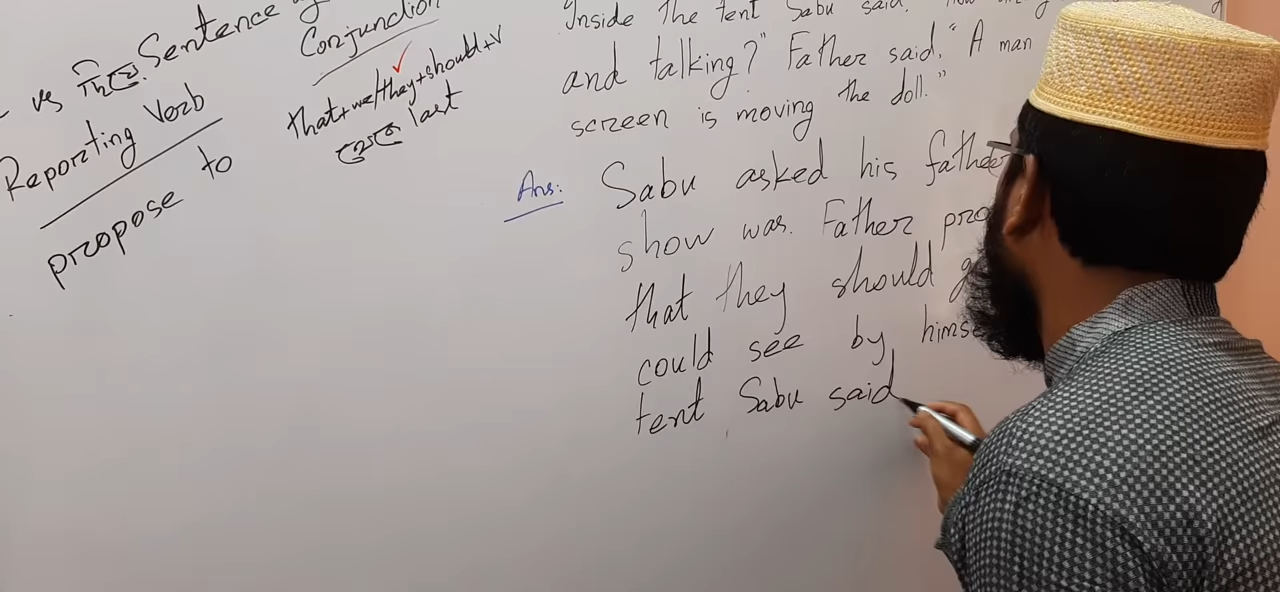 vs Sentence
Reporting Verb
propose to
Conjunction
that+we/they+should+v
last
Inside the tent Sabu said,
and talking?" Father said, "A man
screen is moving the doll."
Ans: Sabu asked his father
show was. Father
that they should
could see by
tent Sabu said